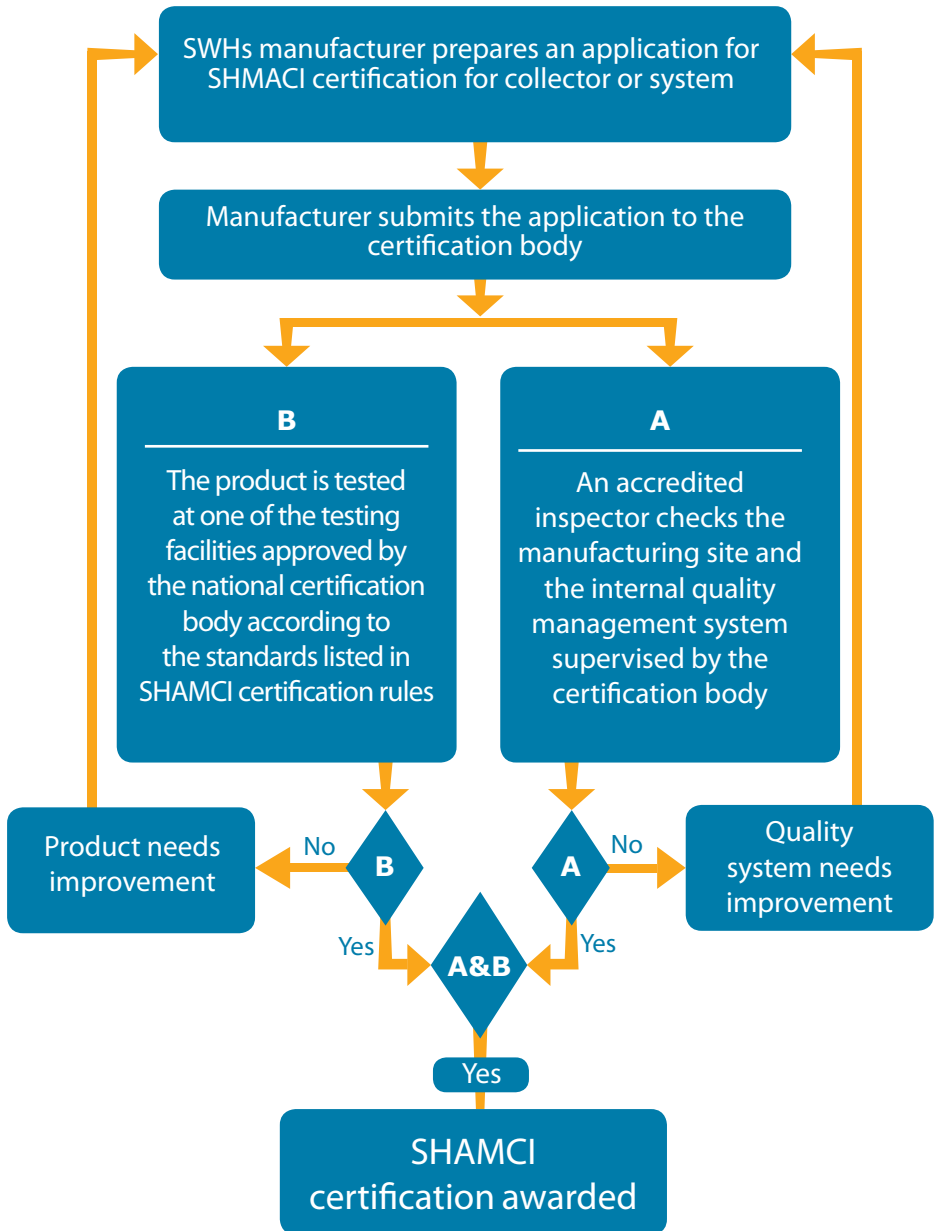 SWHs manufacturer prepares an application for
SHMACI certification for collector or system
Manufacturer submits the application to the
certification body
B
The product is tested
at one of the testing
facilities approved by
the national certification
body according to
the standards listed in
SHAMCI certification rules
A
An accredited
inspector checks the
manufacturing site and
the internal quality
management system
supervised by the
certification body
Product needs
improvement
No
B
A
No
Quality
system needs
improvement
Yes
A&B
Yes
Yes
SHAMCI
certification awarded